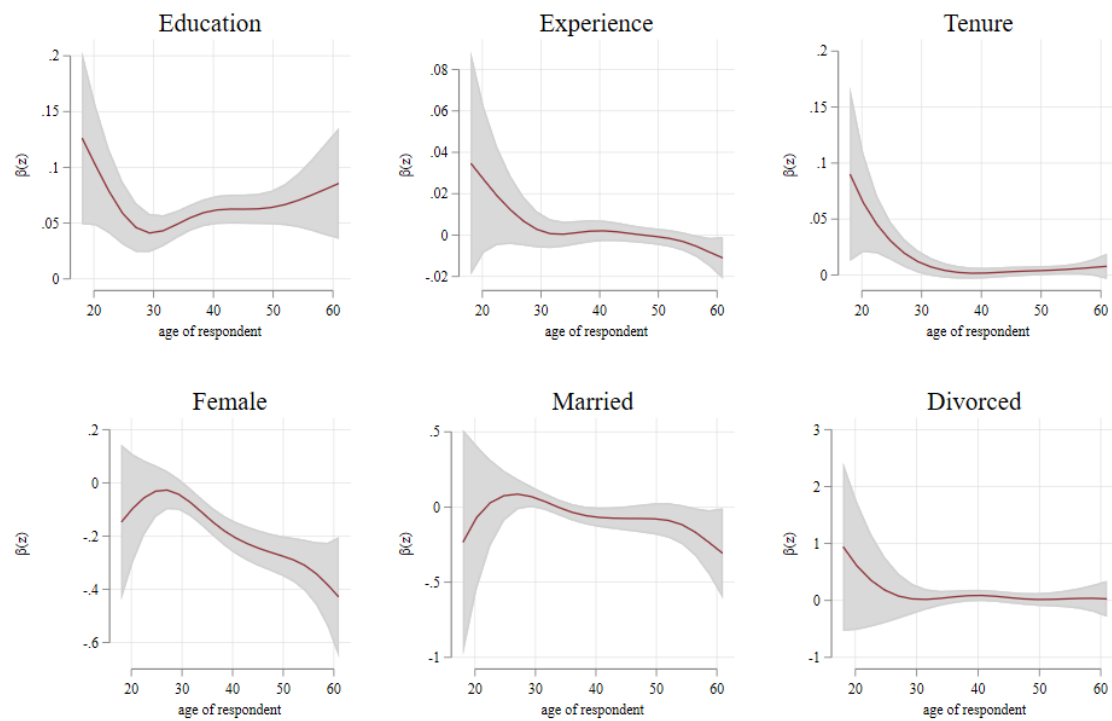 Education
.2
.15
.1
.05
0
β(z)
20 30 40 50 60
age of respondent
Experience
.08
.06
.04
.02
0
-.02
β(z)
20 30 40 50 60
age of respondent
Tenure
.2
.15
.1
.05
0
β(z)
20 30 40 50 60
age of respondent
Female
.2
0
-.2
-.4
-.6
β(z)
20 30 40 50 60
age of respondent
Married
.5
0
-.5
-1
β(z)
20 30 40 50 60
age of respondent
Divorced
3
2
1
0
-1
β(z)
20 30 40 50 60
age of respondent